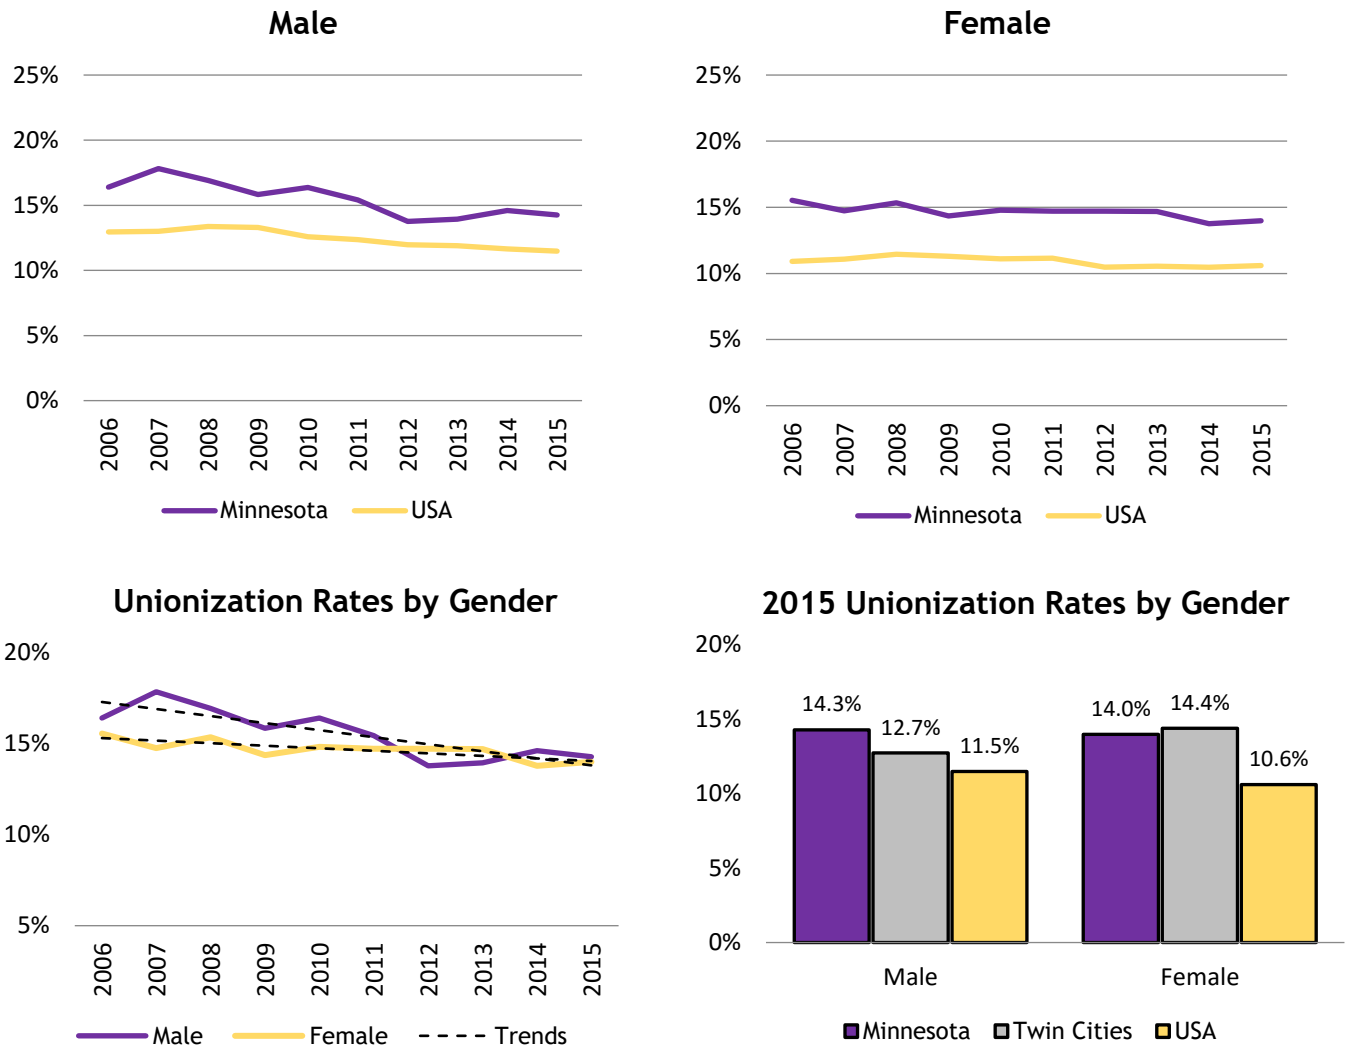 Male
25%
20%
15%
10%
5%
0%
2006 2007 2008 2009 2010 2011 2012 2013 2014 2015
Minnesota USA
Female
25%
20%
15%
10%
5%
0%
2006 2007 2008 2009 2010 2011 2012 2013 2014 2015
Minnesota USA
Unionization Rates by Gender
20%
15%
10%
5%
2006 2007 2008 2009 2010 2011 2012 2013 2014 2015
Male Female Trends
2015 Unionization Rates by Gender
20%
15%
10%
5%
0%
14.3% 12.7% 11.5% 14.0% 14.4% 10.6%
Male Female
Minnesota Twin Cities USA